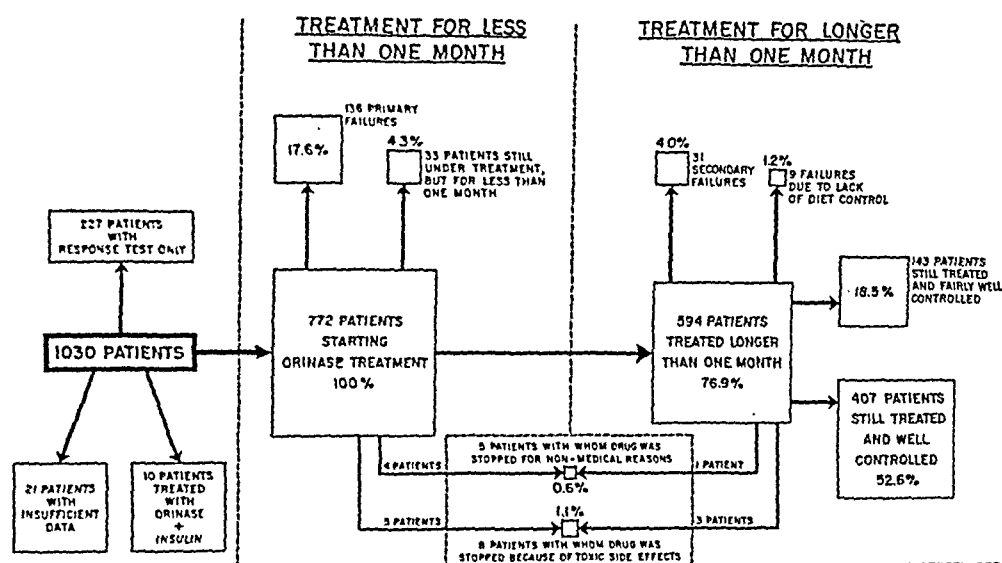 TREATMENT FOR LESS
THAN ONE MONTH
TREATMENT FOR LONGER
THAN ONE MONTH
136 PRIMARY
FAILURES
17.6%
4.3%
33 PATIENTS STILL
UNDER TREATMENT,
BUT FOR LESS THAN
ONE MONTH
4.0%
31
SECONDARY
FAILURES
1.2%
9 FAILURES
DUE TO LACK
OF DIET CONTROL
227 PATIENTS
WITH
RESPONSE TEST ONLY
143 PATIENTS
STILL TREATED
AND FAIRLY WELL
CONTROLLED
18.5%
1030 PATIENTS
772 PATIENTS
STARTING
ORINASE TREATMENT
100%
594 PATIENTS
TREATED LONGER
THAN ONE MONTH
76.9%
407 PATIENTS
STILL TREATED
AND WELL
CONTROLLED
52.6%
21 PATIENTS
WITH
INSUFFICIENT
DATA
10 PATIENTS
TREATED
WITH
ORINASE
+
INSULIN
5 PATIENTS WITH WHOM DRUG WAS
STOPPED FOR NON-MEDICAL REASONS
4 PATIENTS
1 PATIENT
0.6%
1.1%
5 PATIENTS
3 PATIENTS
8 PATIENTS WITH WHOM DRUG WAS
STOPPED BECAUSE OF TOXIC SIDE EFFECTS